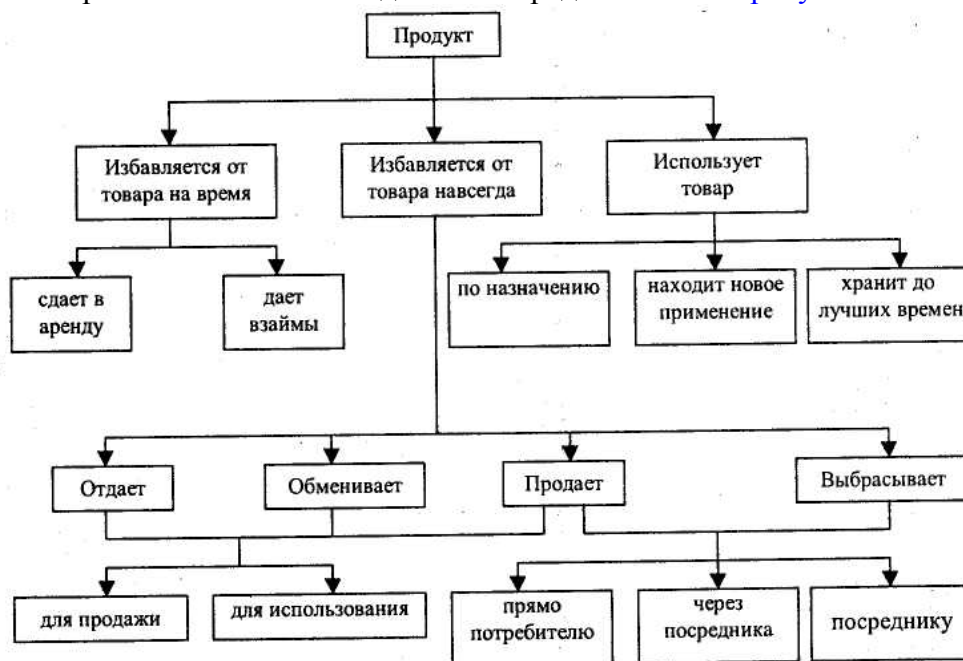 Продукт
Избавляется от
товара на время
Избавляется от
товара навсегда
Использует
товар
сдает в
аренду
дает
взаймы
по назначению
находит новое
применение
хранит до
лучших времен
Отдает
Обменивает
Продает
Выбрасывает
для продажи
для использования
прямо
потребителю
через
посредника
посреднику